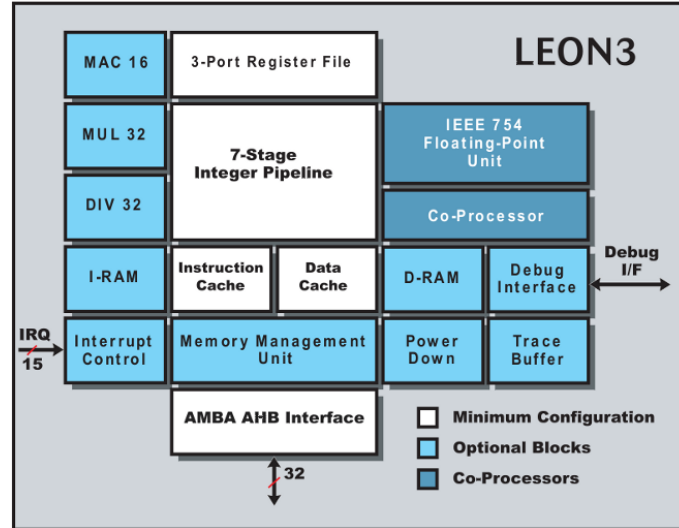 LEON3
MAC 16
3-Port Register File
MUL 32
7-Stage
Integer Pipeline
IEEE 754
Floating-Point
Unit
DIV 32
Co-Processor
I-RAM
Instruction
Cache
Data
Cache
D-RAM
Debug
Interface
Debug
I/F
IRQ
15
Interrupt
Control
Memory Management
Unit
Power
Down
Trace
Buffer
AMBA AHB Interface
32
Minimum Configuration
Optional Blocks
Co-Processors